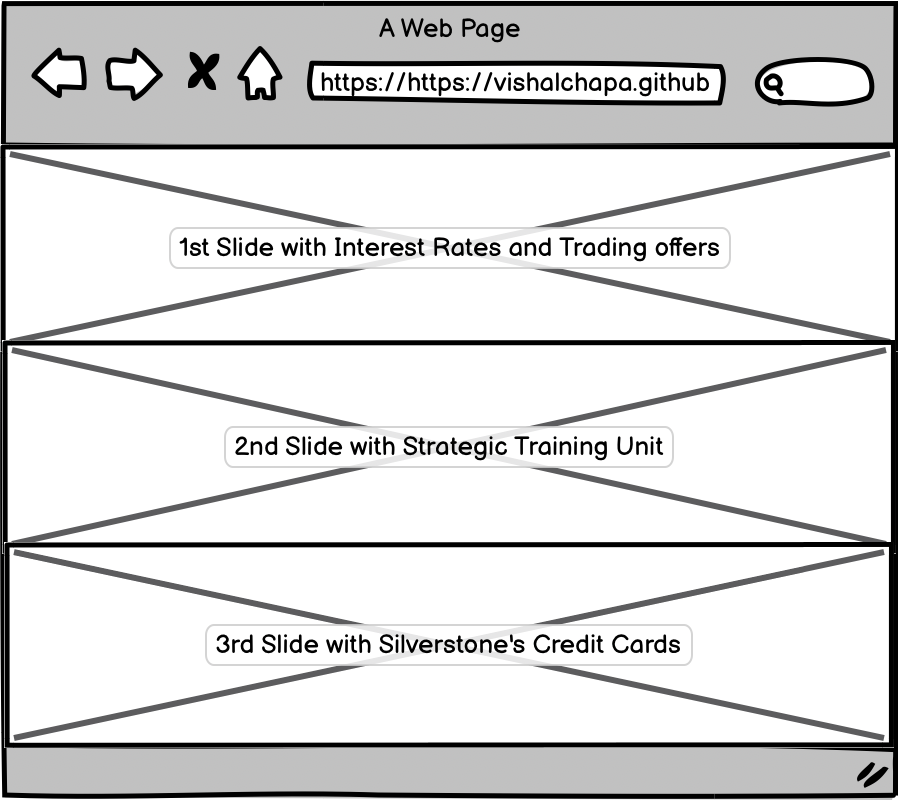 A Web Page
https://https://vishalchapa.github
1st Slide with Interest Rates and Trading offers
2nd Slide with Strategic Training Unit
3rd Slide with Silverstone's Credit Cards